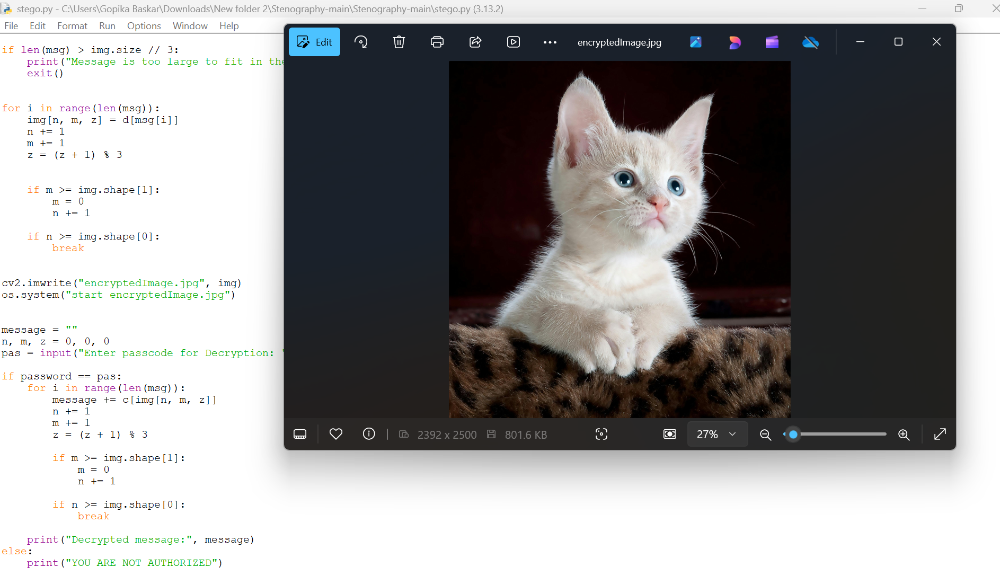 stego.py - C:\Users\Gopika Baskar\Downloads\New folder 2\Stenography-main\Stenography-main\stego.py (3.13.2)
File Edit Format Run Options Window Help
if len(msg) > img.size // 3:
    print("Message is too large to fit in the
    exit()
for i in range(len(msg)):
    img[n, m, z] = d[msg[i]]
    n += 1
    m += 1
    z = (z + 1) % 3
    if m >= img.shape[1]:
        m = 0
        n += 1
    if n >= img.shape[0]:
        break
cv2.imwrite("encryptedImage.jpg", img)
os.system("start encryptedImage.jpg")
message = ""
n, m, z = 0, 0, 0
pas = input("Enter passcode for Decryption: "
if password == pas:
    for i in range(len(msg)):
        message += c[img[n, m, z]]
        n += 1
        m += 1
        z = (z + 1) % 3
        if m >= img.shape[1]:
            m = 0
            n += 1
        if n >= img.shape[0]:
            break
    print("Decrypted message:", message)
else:
    print("YOU ARE NOT AUTHORIZED")
Edit encryptedImage.jpg
2392 x 2500 801.6 KB 27%